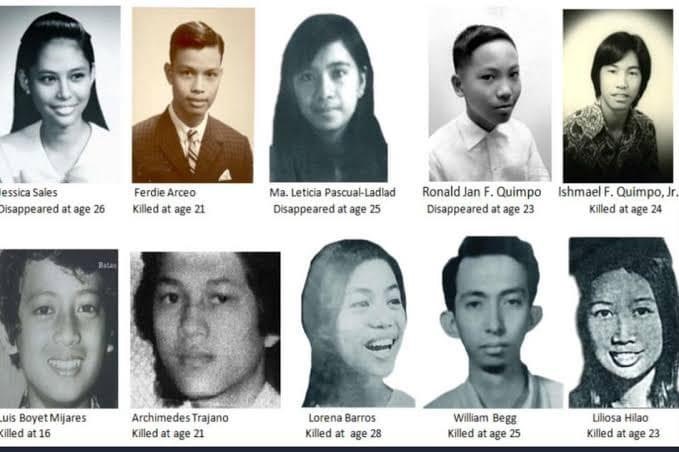 Jessica Sales
Disappeared at age 26
Ferdie Arceo
Killed at age 21
Ma. Leticia Pascual-Ladlad
Disappeared at age 25
Ronald Jan F. Quimpo
Disappeared at age 23
Ishmael F. Quimpo, Jr.
Killed at age 24
Batas
Luis Boyet Mijares
Killed at 16
Archimedes Trajano
Killed at age 21
Lorena Barros
Killed at age 28
William Begg
Killed at age 25
Liliosa Hilao
Killed at age 23